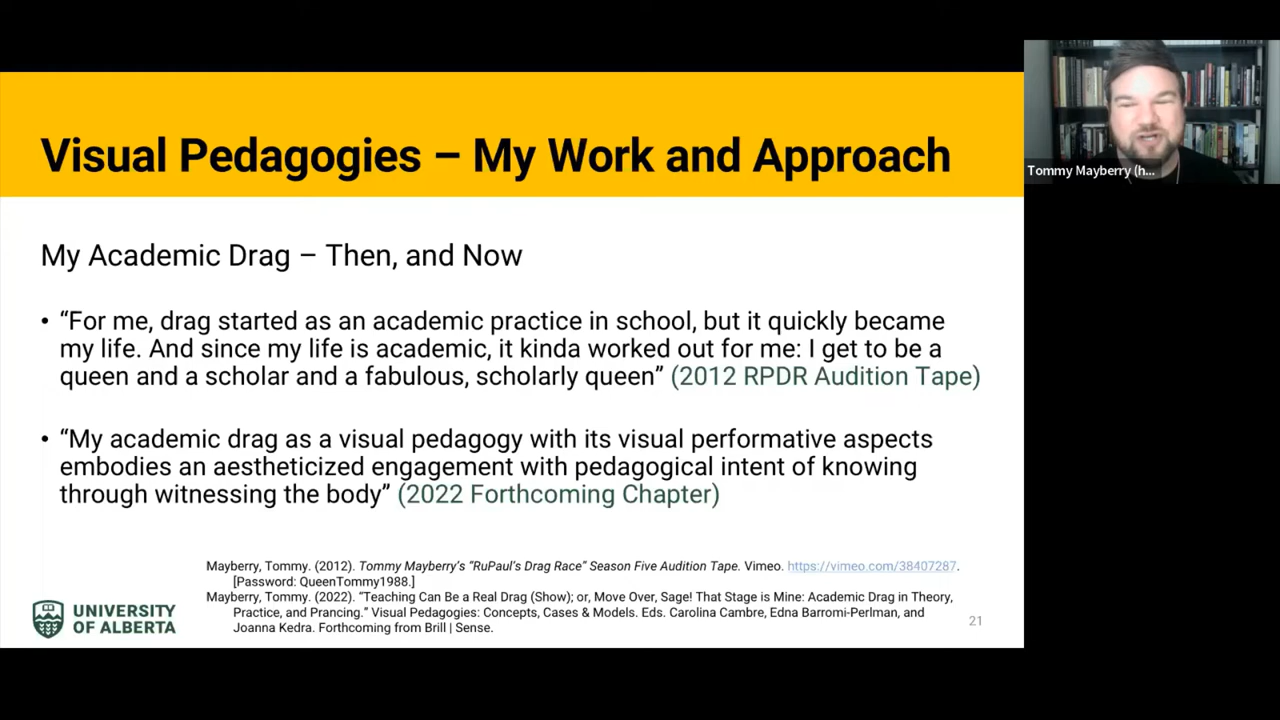 Visual Pedagogies – My Work and Approach
Tommy Mayberry (h...
My Academic Drag – Then, and Now
• “For me, drag started as an academic practice in school, but it quickly became
my life. And since my life is academic, it kinda worked out for me: I get to be a
queen and a scholar and a fabulous, scholarly queen” (2012 RPDR Audition Tape)
• “My academic drag as a visual pedagogy with its visual performative aspects
embodies an aestheticized engagement with pedagogical intent of knowing
through witnessing the body” (2022 Forthcoming Chapter)
Mayberry, Tommy. (2012). Tommy Mayberry’s “RuPaul’s Drag Race” Season Five Audition Tape. Vimeo. https://vimeo.com/38407287.
[Password: QueenTommy1988.]
Mayberry, Tommy. (2022). “Teaching Can Be a Real Drag (Show); or, Move Over, Sage! That Stage is Mine: Academic Drag in Theory,
Practice, and Prancing.” Visual Pedagogies: Concepts, Cases & Models. Eds. Carolina Cambre, Edna Barromi-Perlman, and
Joanna Kedra. Forthcoming from Brill | Sense.
UNIVERSITY
OF ALBERTA
21